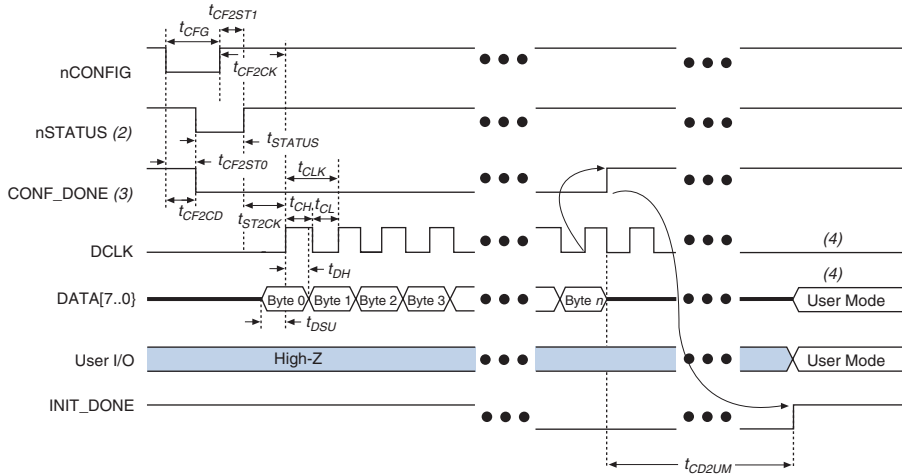 tCF2ST1
tCFG
tCF2CK
nCONFIG
nSTATUS (2)
tSTATUS
tCF2ST0
tCLK
CONF_DONE (3)
tCF2CD
tST2CK
tCH
tCL
DCLK
(4)
tDH
(4)
DATA[7..0]
Byte 0
Byte 1
Byte 2
Byte 3
Byte n
User Mode
tDSU
User I/O
High-Z
User Mode
INIT_DONE
tCD2UM